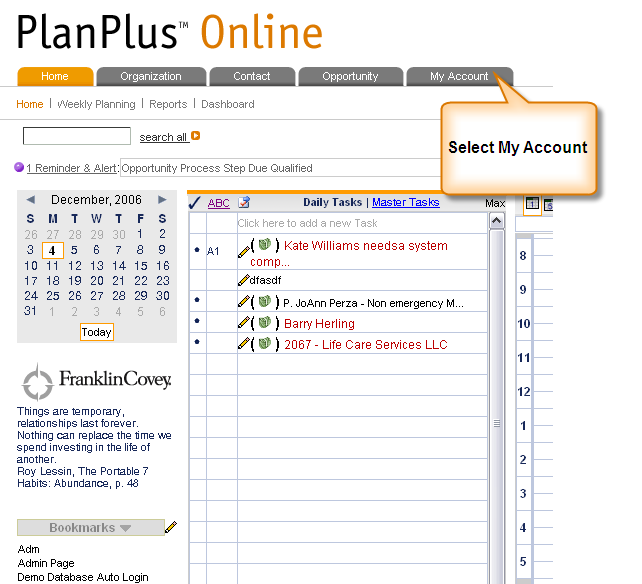 PlanPlus™ Online
Home Organization Contact Opportunity My Account
Home | Weekly Planning | Reports | Dashboard
search all
Select My Account
1 Reminder & Alert: Opportunity Process Step Due Qualified
December, 2006
S M T W T F S
26 27 28 29 30 1 2
3 4 5 6 7 8 9
10 11 12 13 14 15 16
17 18 19 20 21 22 23
24 25 26 27 28 29 30
31 1 2 3 4 5 6
Today
FranklinCovey
Things are temporary,
relationships last forever.
Nothing can replace the time we
spend investing in the life of
another.
Roy Lessin, The Portable 7
Habits: Abundance, p. 48
Bookmarks
Adm
Admin Page
Demo Database Auto Login
ABC Daily Tasks | Master Tasks Max
Click here to add a new Task
A1 ( ) Kate Williams needsa system
comp...
dfasdf
( ) P. JoAnn Perza - Non emergency M...
( ) Barry Herling
( ) 2067 - Life Care Services LLC
1 5
8
9
10
11
12
1
2
3
4
5